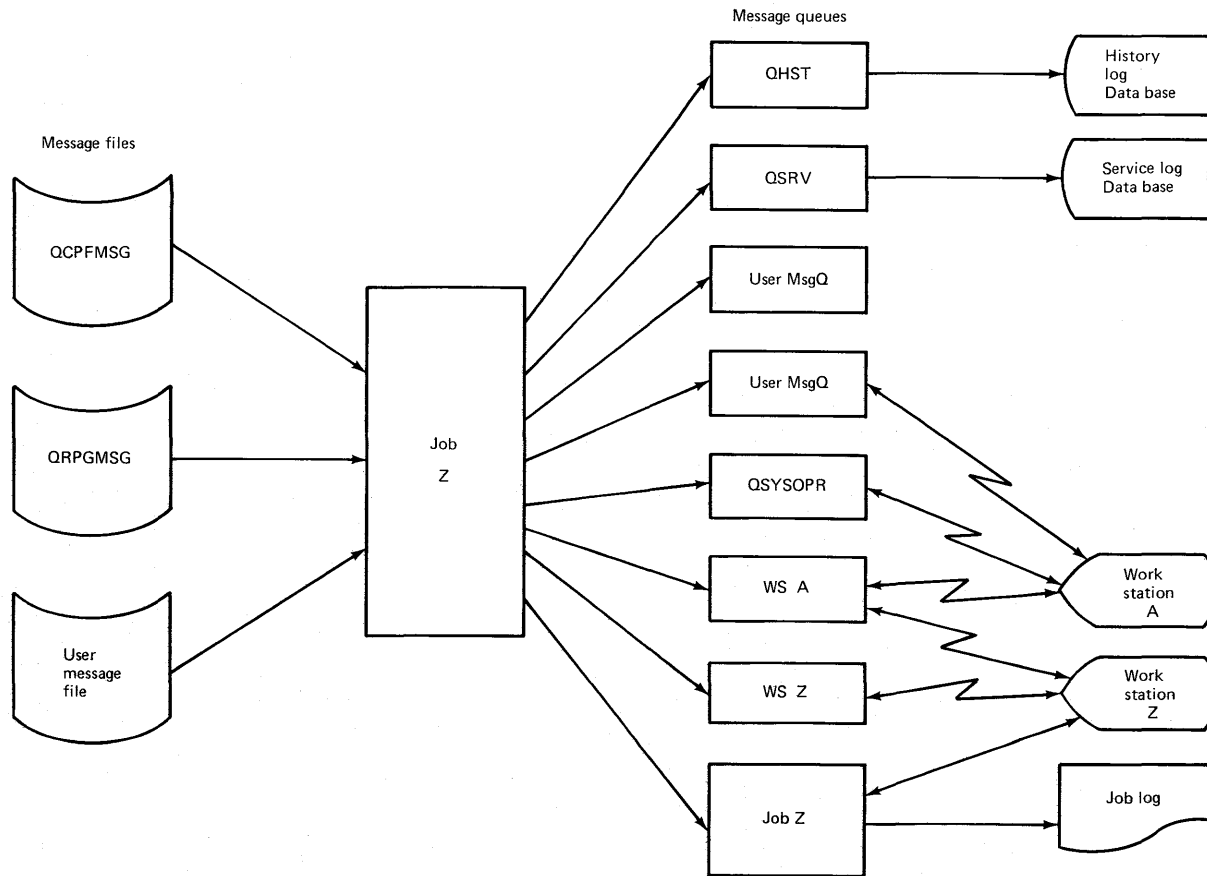 Message queues
Message files
QCPFMSG
QRPGMSG
User
message
file
Job
Z
QHST
QSRV
User MsgQ
User MsgQ
QSYSOPR
WS A
WS Z
Job Z
History
log
Data base
Service log
Data base
Work
station
A
Work
station
Z
Job log